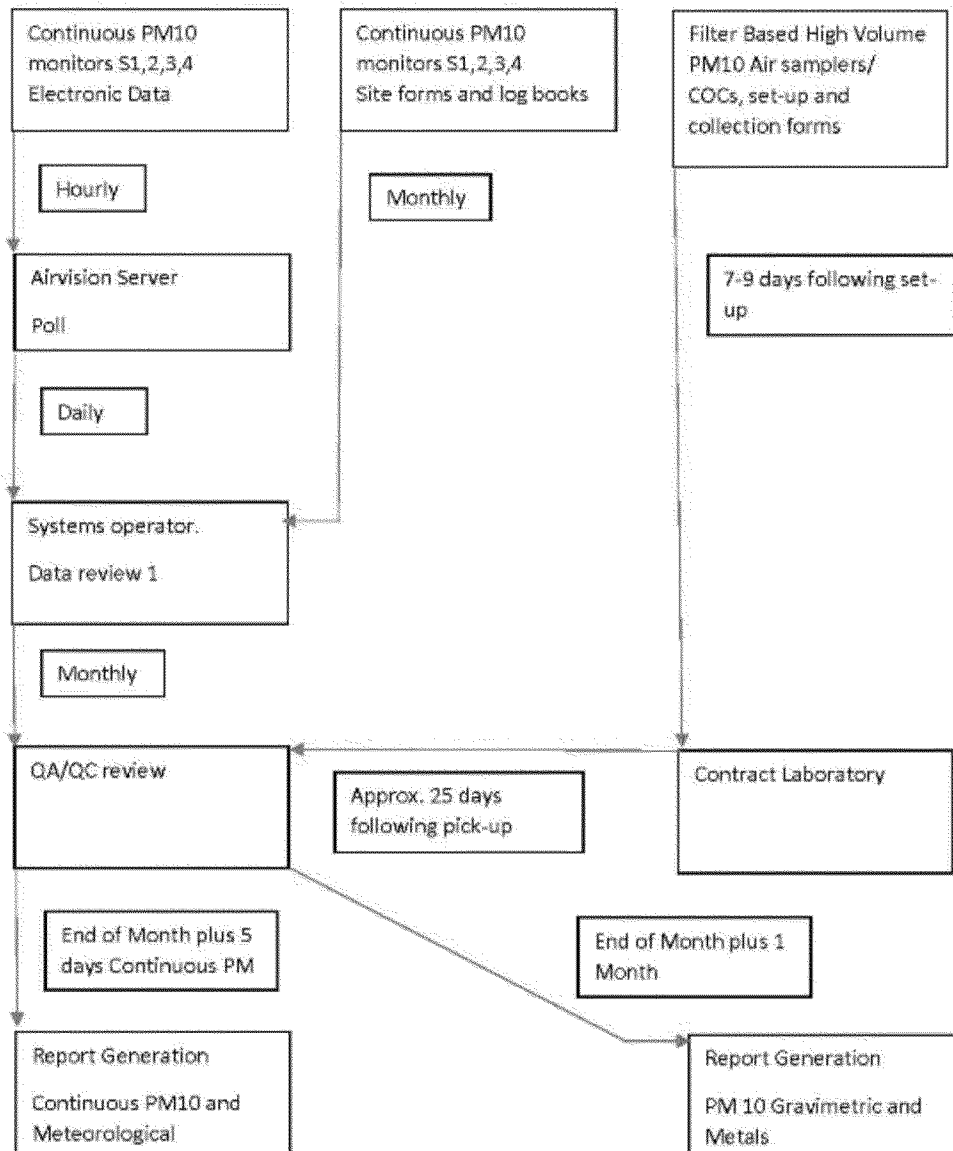 Continuous PM10
monitors S1,2,3,4
Electronic Data
Continuous PM10
monitors S1,2,3,4
Site forms and log books
Filter Based High Volume
PM10 Air samplers/
COCs, set-up and
collection forms
Hourly
Monthly
Airvision Server
Poll
7-9 days following set-
up
Daily
Systems operator.
Data review 1
Monthly
QA/QC review
Approx. 25 days
following pick-up
Contract Laboratory
End of Month plus 5
days Continuous PM
End of Month plus 1
Month
Report Generation
Continuous PM10 and
Meteorological
Report Generation
PM 10 Gravimetric and
Metals